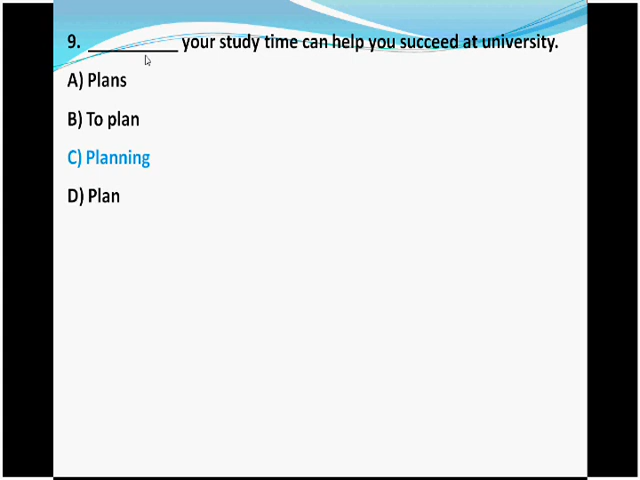 9. __________ your study time can help you succeed at university.
A) Plans
B) To plan
C) Planning
D) Plan